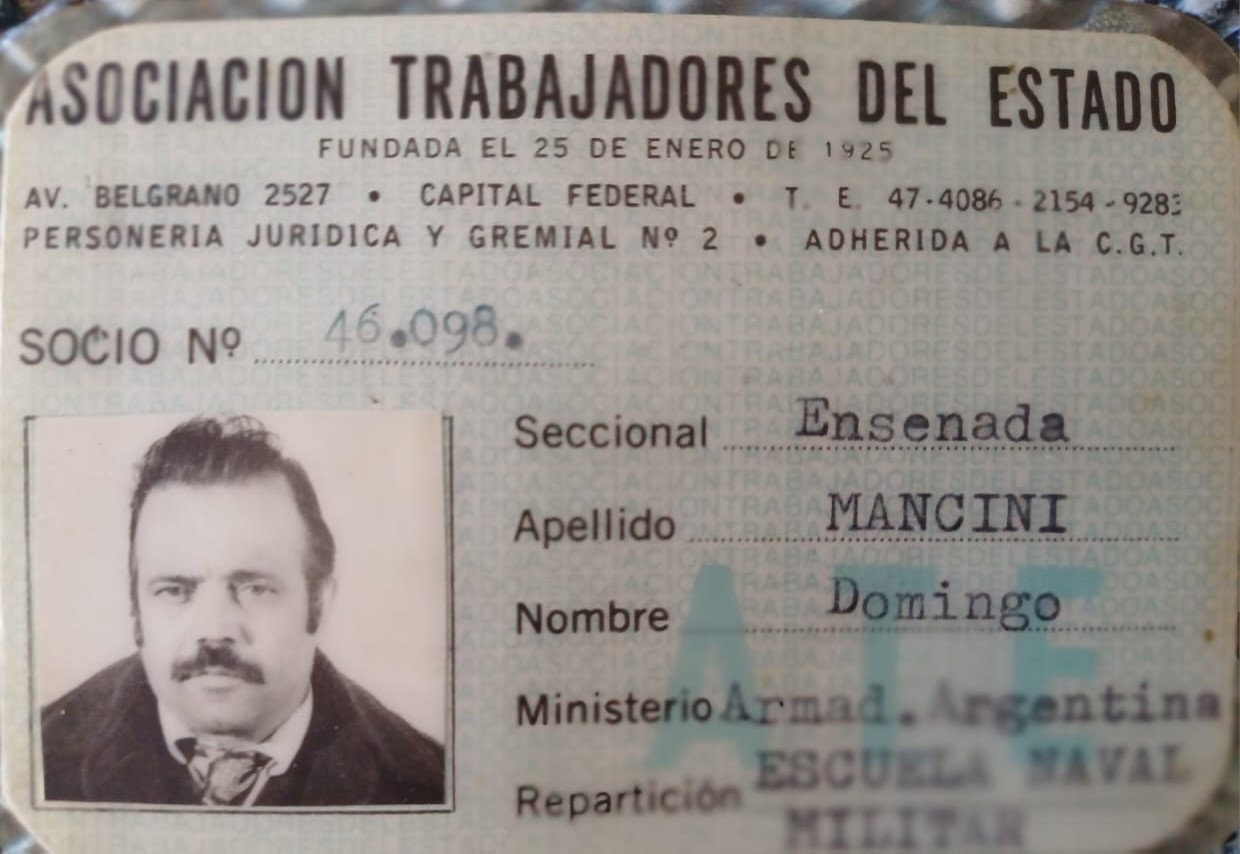 ASOCIACION TRABAJADORES DEL ESTADO
FUNDADA EL 25 DE ENERO DE 1925
AV. BELGRANO 2527 • CAPITAL FEDERAL • T. E. 47-4086 - 2154 - 9283
PERSONERIA JURIDICA Y GREMIAL Nº 2 • ADHERIDA A LA C.G.T.
SOCIO Nº 46.098.
Seccional Ensenada
Apellido MANCINI
Nombre Domingo
ATE
Ministerio Armad. Argentina
Repartición ESCUELA NAVAL
MILITAR